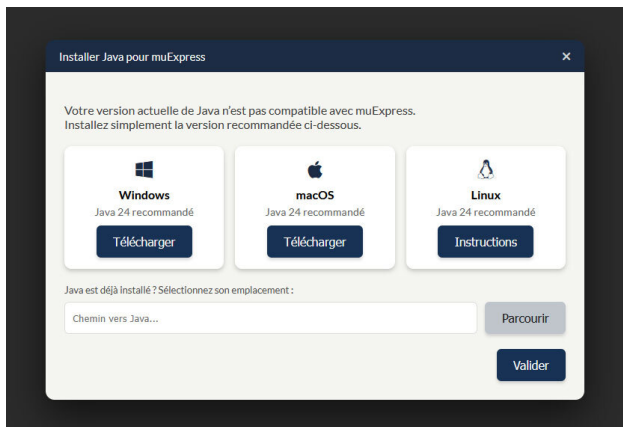 Installer Java pour muExpress ×
Votre version actuelle de Java n'est pas compatible avec muExpress.
Installez simplement la version recommandée ci-dessous.
Windows
Java 24 recommandé
Télécharger
macOS
Java 24 recommandé
Télécharger
Linux
Java 24 recommandé
Instructions
Java est déjà installé ? Sélectionnez son emplacement :
Chemin vers Java...
Parcourir
Valider